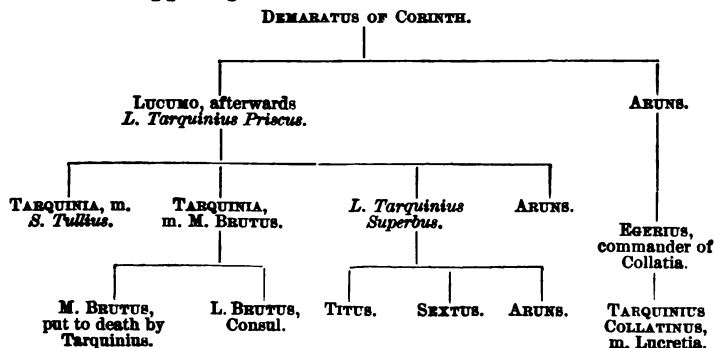 DEMARATUS OF CORINTH.
LUCUMO, afterwards
L. Tarquinius Priscus.
ARUNS.
TARQUINIA, m.
S. Tullius.
TARQUINIA,
m. M. BRUTUS.
L. Tarquinius
Superbus.
ARUNS.
EGERIUS,
commander of
Collatia.
M. BRUTUS,
put to death by
Tarquinius.
L. BRUTUS,
Consul.
TITUS.
SEXTUS.
ARUNS.
TARQUINIUS
COLLATINUS,
m. Lucretia.